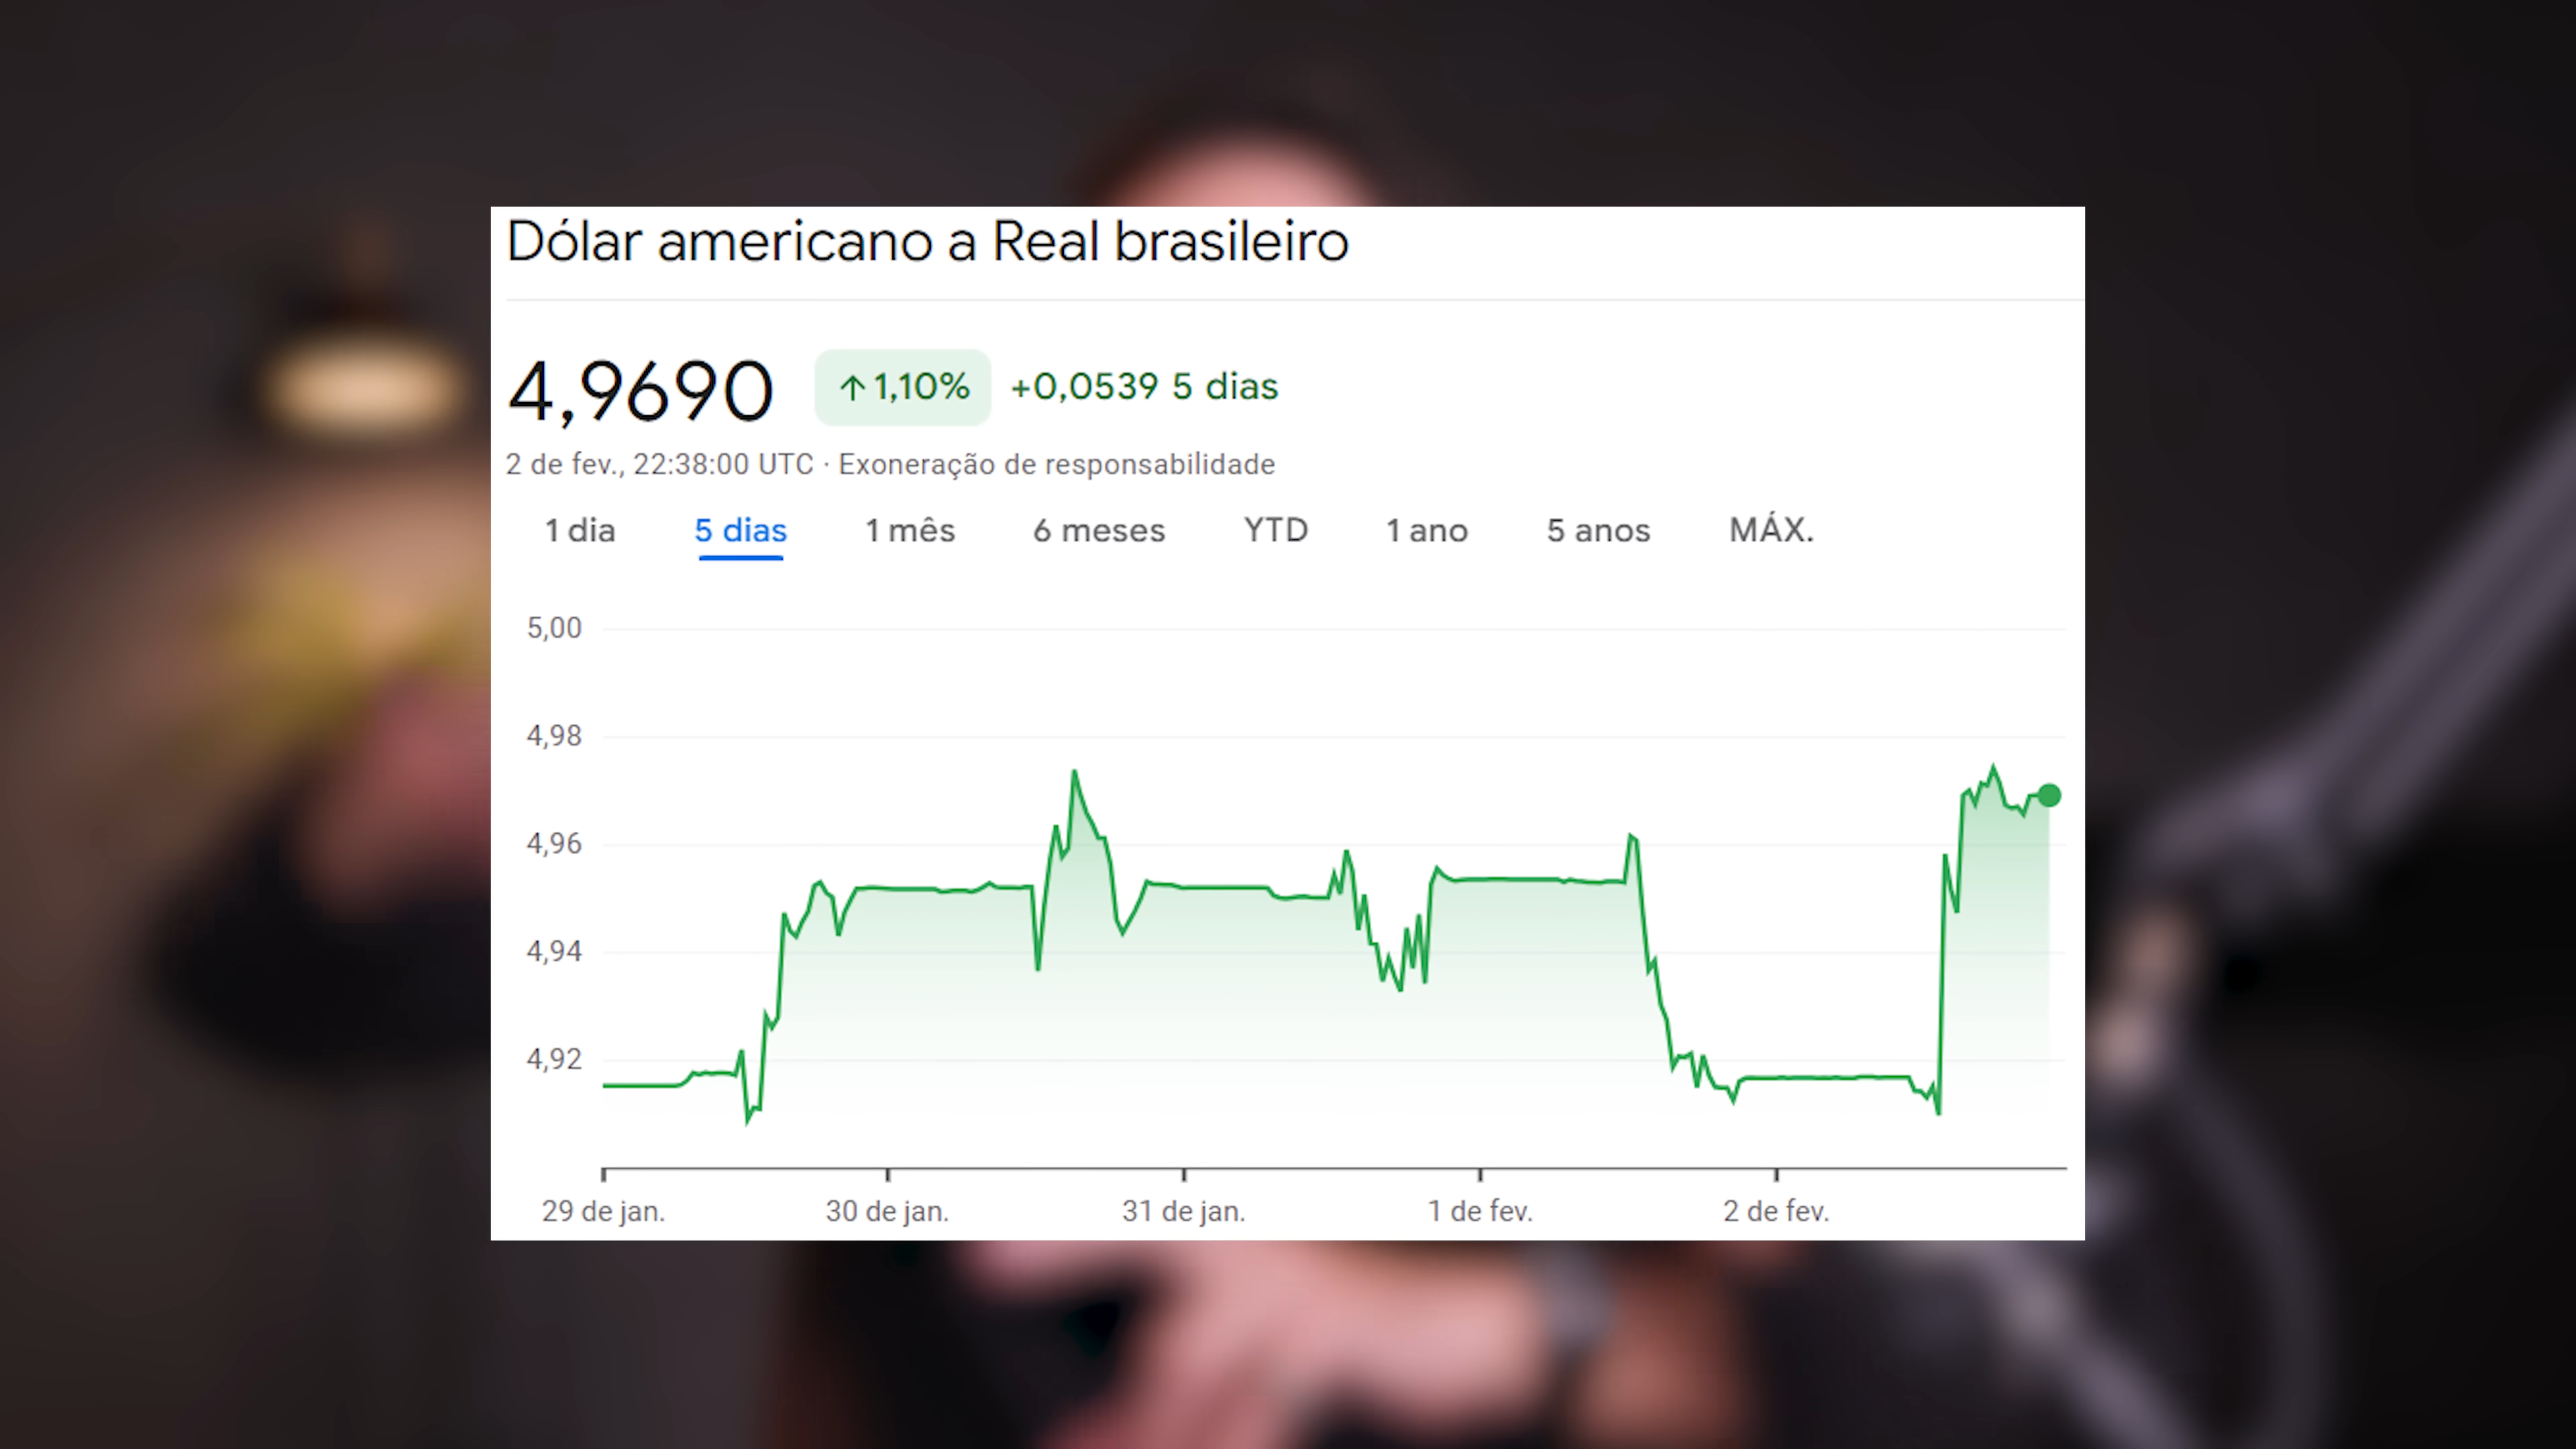 Dólar americano a Real brasileiro
4,9690 ↑ 1,10% +0,0539 5 dias
2 de fev., 22:38:00 UTC · Exoneração de responsabilidade
1 dia 5 dias 1 mês 6 meses YTD 1 ano 5 anos MÁX.
5,00
4,98
4,96
4,94
4,92
29 de jan. 30 de jan. 31 de jan. 1 de fev. 2 de fev.